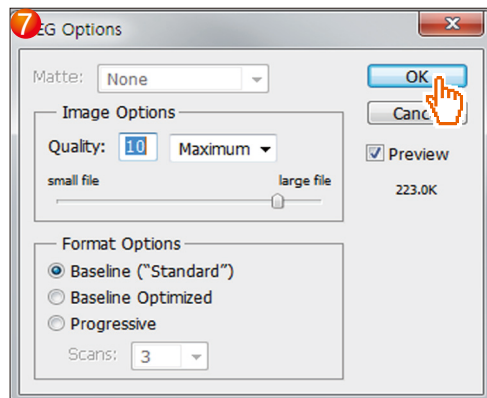 7
EG Options
Matte: None
OK
Image Options
Canc
Quality: 10 Maximum
Preview
small file large file
223.0K
Format Options
Baseline ("Standard")
Baseline Optimized
Progressive
Scans: 3